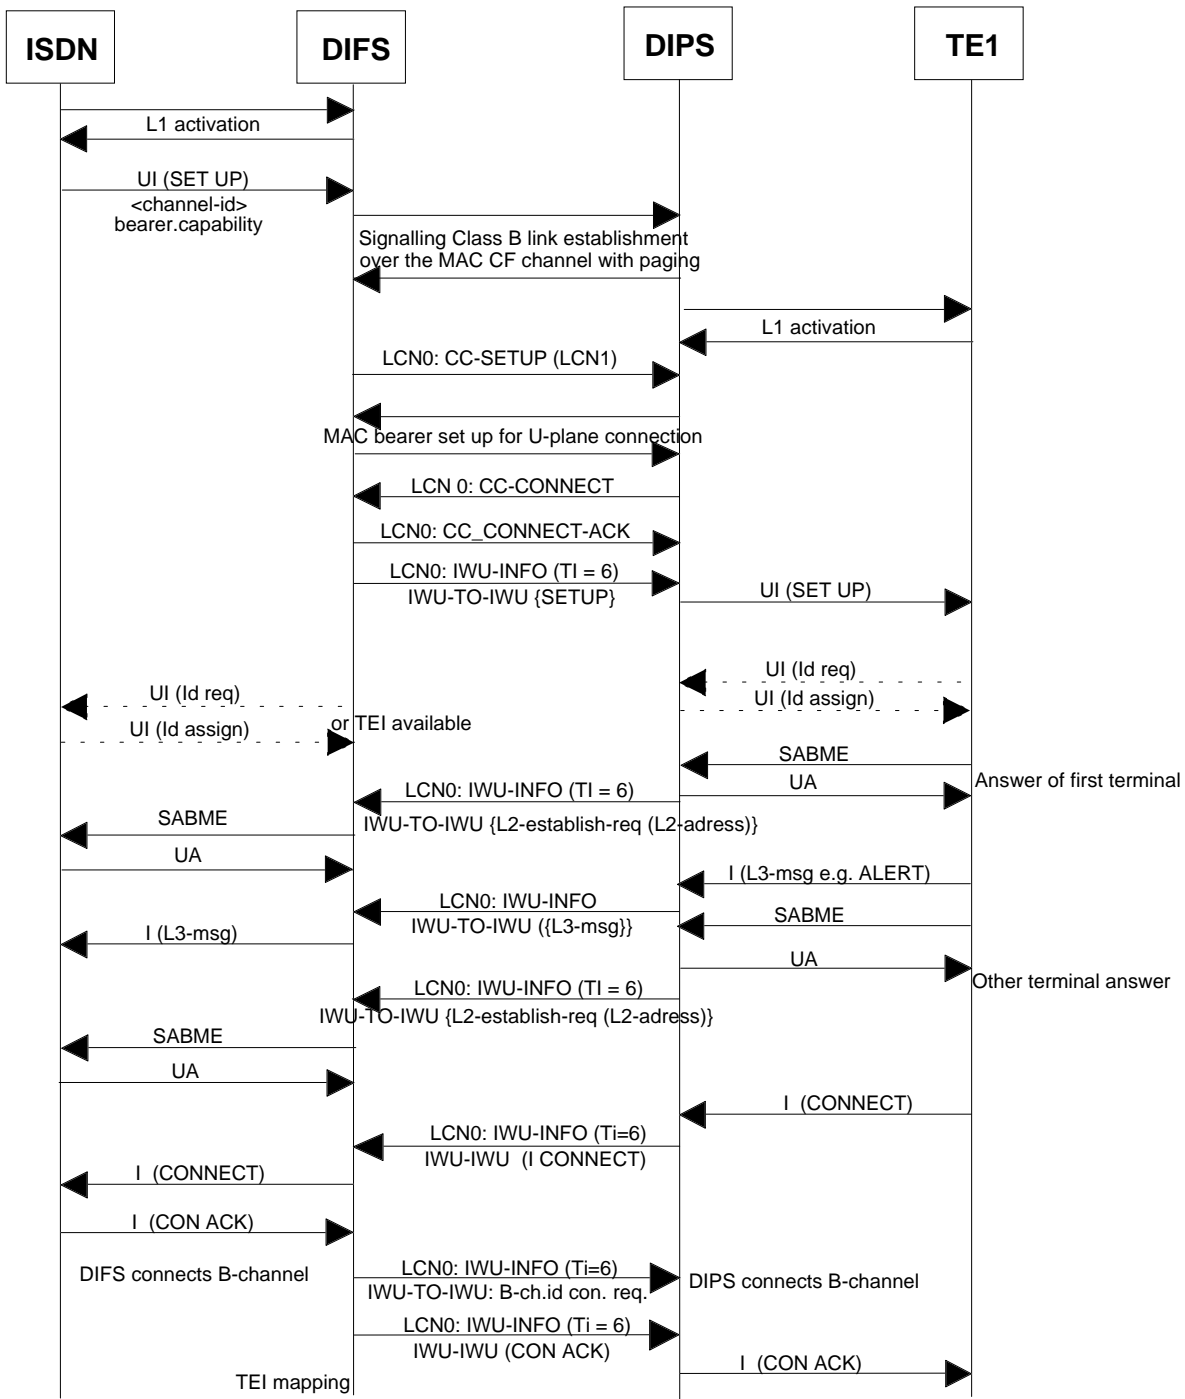 ISDN
DIFS
DIPS
TE1
L1 activation
UI (SET UP)
<channel-id>
bearer.capability
Signalling Class B link establishment
over the MAC CF channel with paging
L1 activation
LCN0: CC-SETUP (LCN1)
MAC bearer set up for U-plane connection
LCN 0: CC-CONNECT
LCN0: CC_CONNECT-ACK
LCN0: IWU-INFO (TI = 6)
IWU-TO-IWU {SETUP}
UI (SET UP)
UI (Id req)
UI (Id assign)
UI (Id req)
or TEI available
UI (Id assign)
SABME
UA
Answer of first terminal
LCN0: IWU-INFO (TI = 6)
IWU-TO-IWU {L2-establish-req (L2-adress)}
SABME
UA
I (L3-msg e.g. ALERT)
LCN0: IWU-INFO
IWU-TO-IWU ({L3-msg}}
SABME
I (L3-msg)
UA
Other terminal answer
LCN0: IWU-INFO (TI = 6)
IWU-TO-IWU {L2-establish-req (L2-adress)}
SABME
UA
I (CONNECT)
LCN0: IWU-INFO (Ti=6)
IWU-IWU (I CONNECT)
I (CONNECT)
I (CON ACK)
DIFS connects B-channel
LCN0: IWU-INFO (Ti=6)
IWU-TO-IWU: B-ch.id con. req.
DIPS connects B-channel
LCN0: IWU-INFO (Ti = 6)
IWU-IWU (CON ACK)
I (CON ACK)
TEI mapping